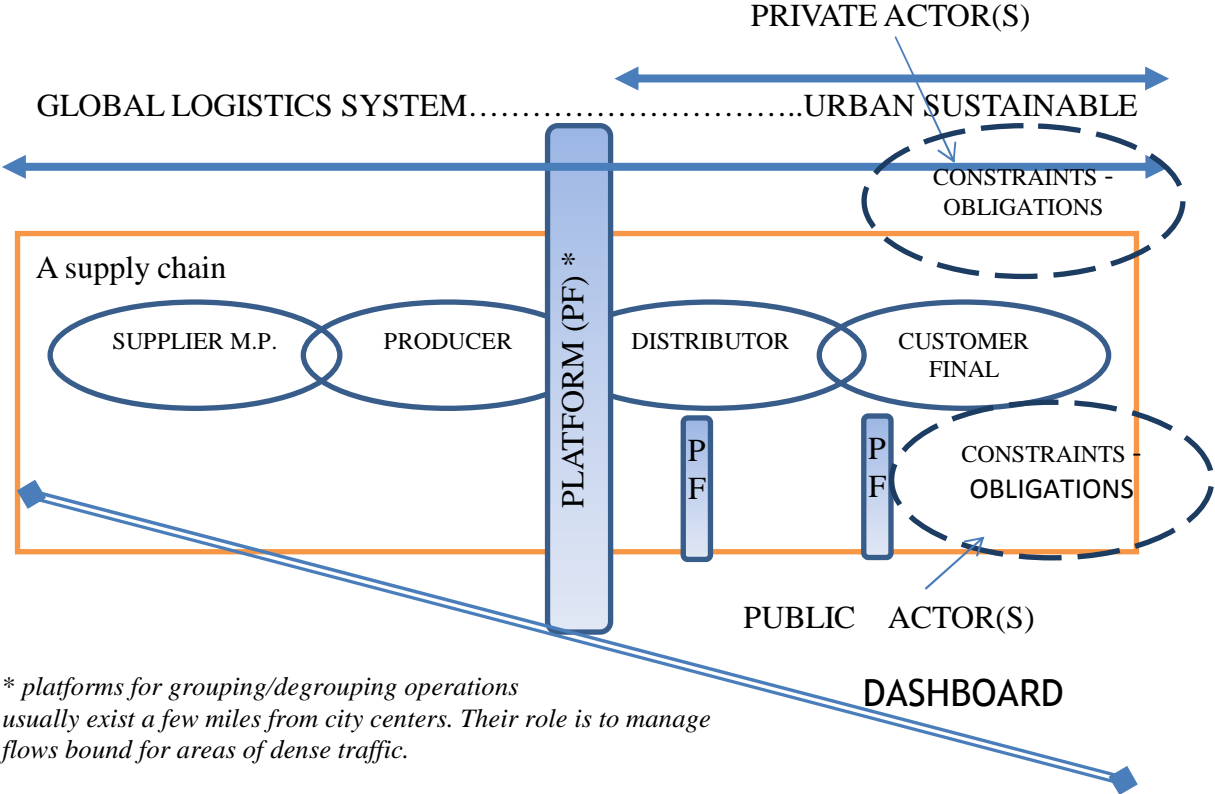 PRIVATE ACTOR(S)
GLOBAL LOGISTICS SYSTEM…………………………..URBAN SUSTAINABLE
CONSTRAINTS -
OBLIGATIONS
A supply chain
SUPPLIER M.P.
PRODUCER
PLATFORM (PF) *
DISTRIBUTOR
CUSTOMER
FINAL
P
F
P
F
CONSTRAINTS -
OBLIGATIONS
PUBLIC ACTOR(S)
DASHBOARD
* platforms for grouping/degrouping operations
usually exist a few miles from city centers. Their role is to manage
flows bound for areas of dense traffic.